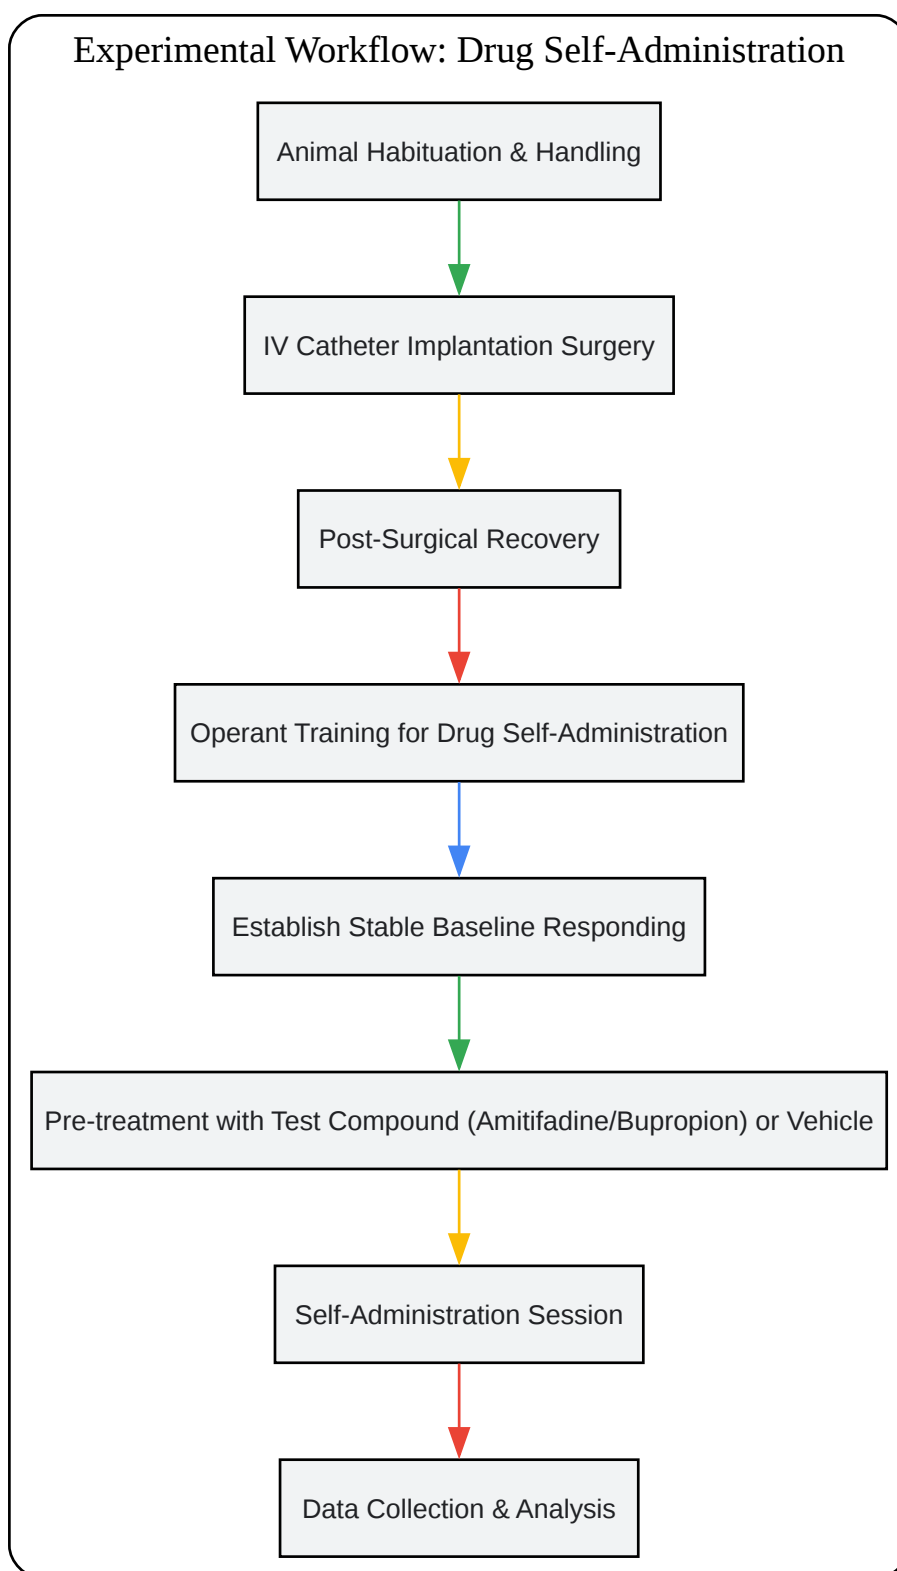 Experimental Workflow: Drug Self-Administration
Animal Habituation & Handling
IV Catheter Implantation Surgery
Post-Surgical Recovery
Operant Training for Drug Self-Administration
Establish Stable Baseline Responding
Pre-treatment with Test Compound (Amitifadine/Bupropion) or Vehicle
Self-Administration Session
Data Collection & Analysis